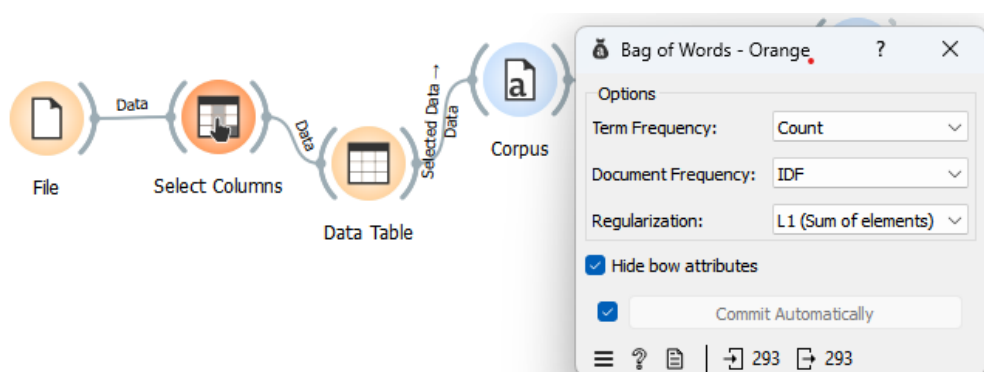 File
Data
Select Columns
Data
Data Table
Selected Data →
Data
a
Corpus
Bag of Words - Orange
?
Options
Term Frequency:
Count
Document Frequency:
IDF
Regularization:
L1 (Sum of elements)
Hide bow attributes
Commit Automatically
? 293 293